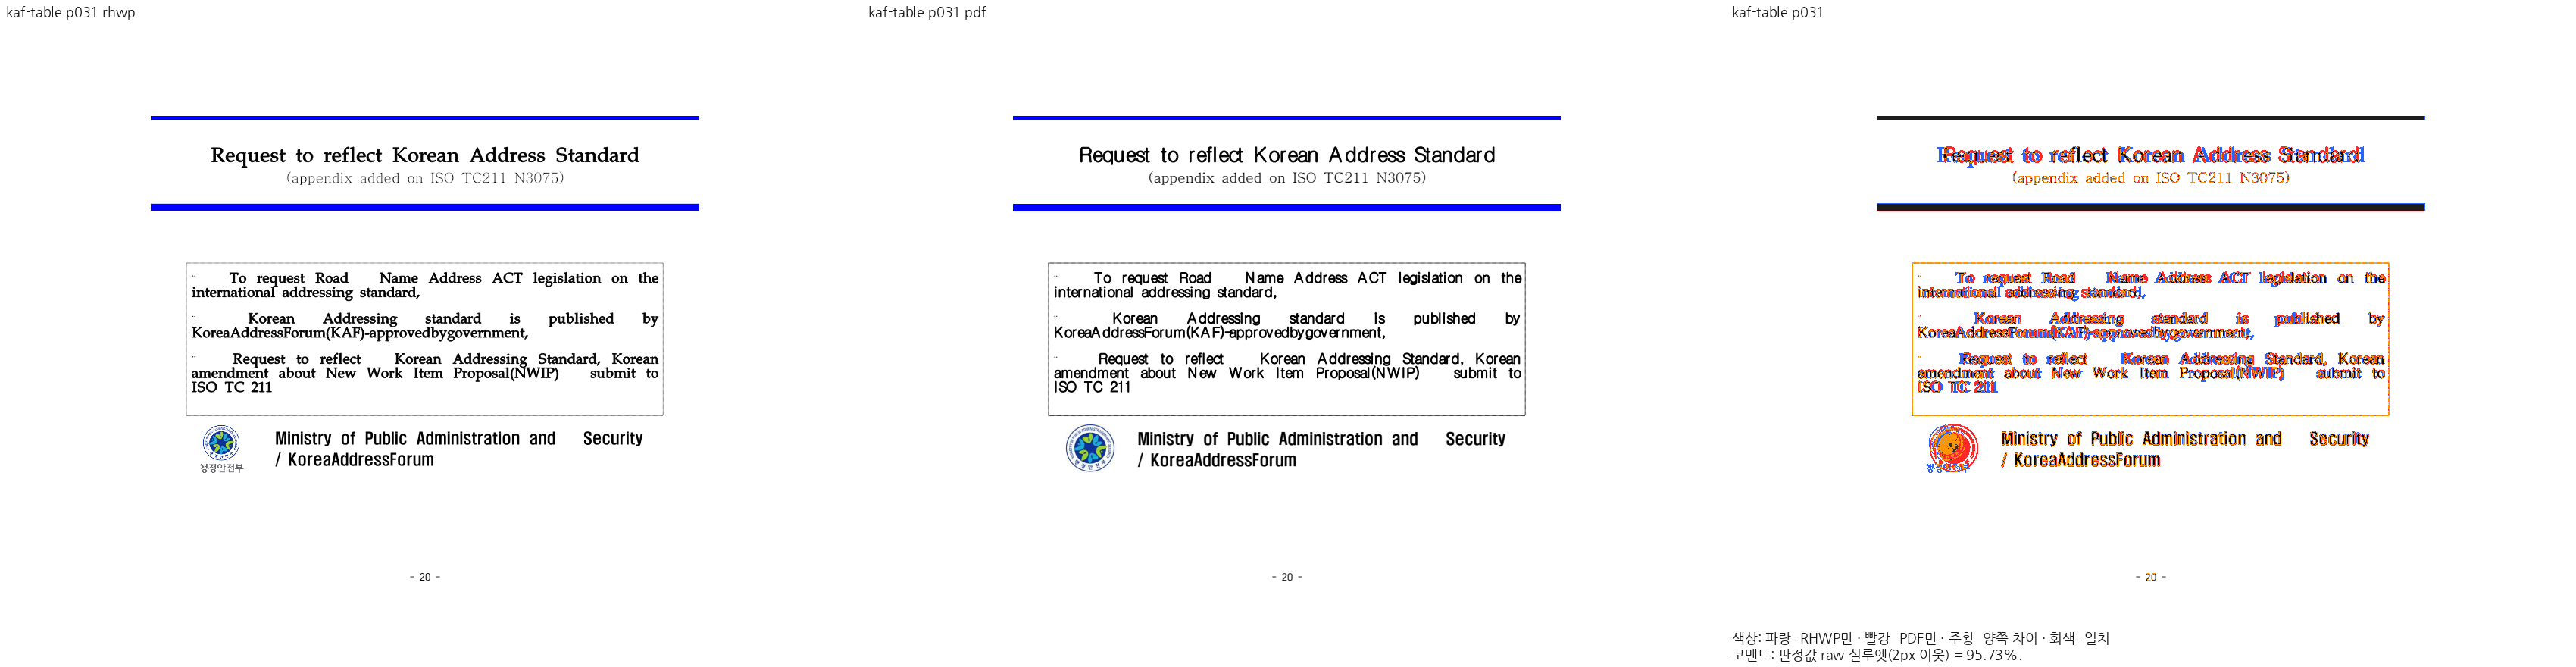 kaf-table p031 rhwp
Request to reflect Korean Address Standard
(appendix added on ISO TC211 N3075)
To request Road Name Address ACT legislation on the
international addressing standard,
Korean Addressing standard is published by
KoreaAddressForum(KAF)-approvedbygovernment,
Request to reflect Korean Addressing Standard, Korean
amendment about New Work Item Proposal(NWIP) submit to
ISO TC 211
행정안전부
Ministry of Public Administration and Security
/ KoreaAddressForum
- 20 -
kaf-table p031 pdf
Request to reflect Korean Address Standard
(appendix added on ISO TC211 N3075)
To request Road Name Address ACT legislation on the
international addressing standard,
Korean Addressing standard is published by
KoreaAddressForum(KAF)-approvedbygovernment,
Request to reflect Korean Addressing Standard, Korean
amendment about New Work Item Proposal(NWIP) submit to
ISO TC 211
Ministry of Public Administration and Security
/ KoreaAddressForum
- 20 -
kaf-table p031
Request to reflect Korean Address Standard
(appendix added on ISO TC211 N3075)
To request Road Name Address ACT legislation on the
international addressing standard,
Korean Addressing standard is published by
KoreaAddressForum(KAF)-approvedbygovernment,
Request to reflect Korean Addressing Standard, Korean
amendment about New Work Item Proposal(NWIP) submit to
ISO TC 211
행정안전부
Ministry of Public Administration and Security
/ KoreaAddressForum
- 20 -
색상: 파랑=RHWP만 · 빨강=PDF만 · 주황=양쪽 차이 · 회색=일치
코멘트: 판정값 raw 실루엣(2px 이웃) = 95.73%.